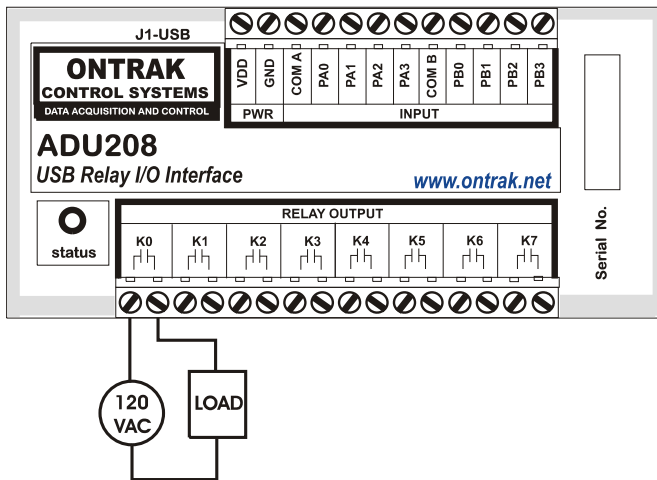 J1-USB
ONTRAK
CONTROL SYSTEMS
DATA ACQUISITION AND CONTROL
VDD GND COM A PA0 PA1 PA2 PA3 COM B PB0 PB1 PB2 PB3
PWR INPUT
ADU208
USB Relay I/O Interface
www.ontrak.net
Serial No.
status
RELAY OUTPUT
K0 K1 K2 K3 K4 K5 K6 K7
120
VAC
LOAD